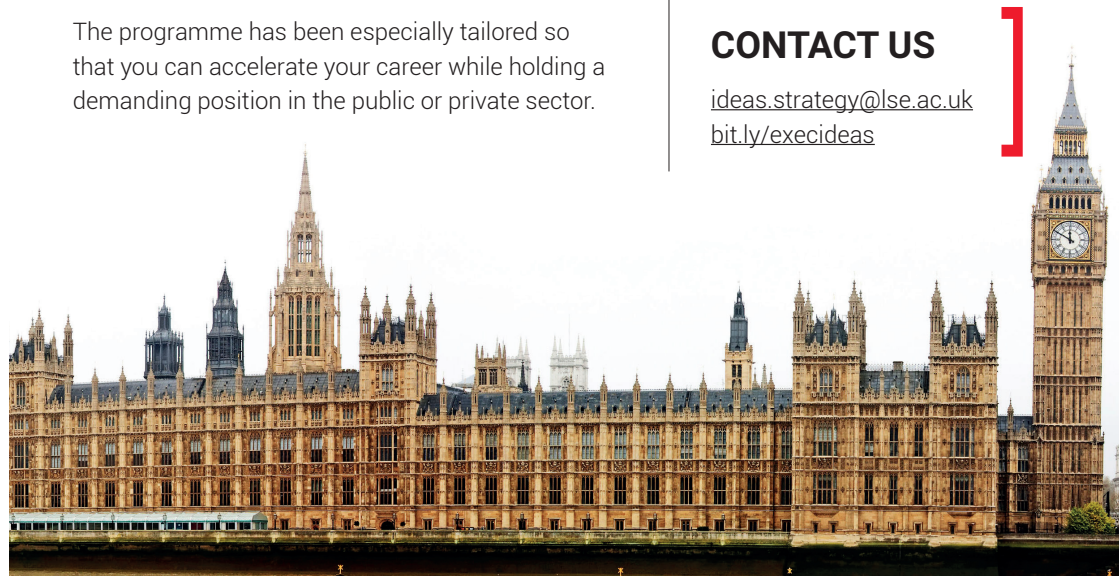 The programme has been especially tailored so
that you can accelerate your career while holding a
demanding position in the public or private sector.
CONTACT US
ideas.strategy@lse.ac.uk
bit.ly/execideas